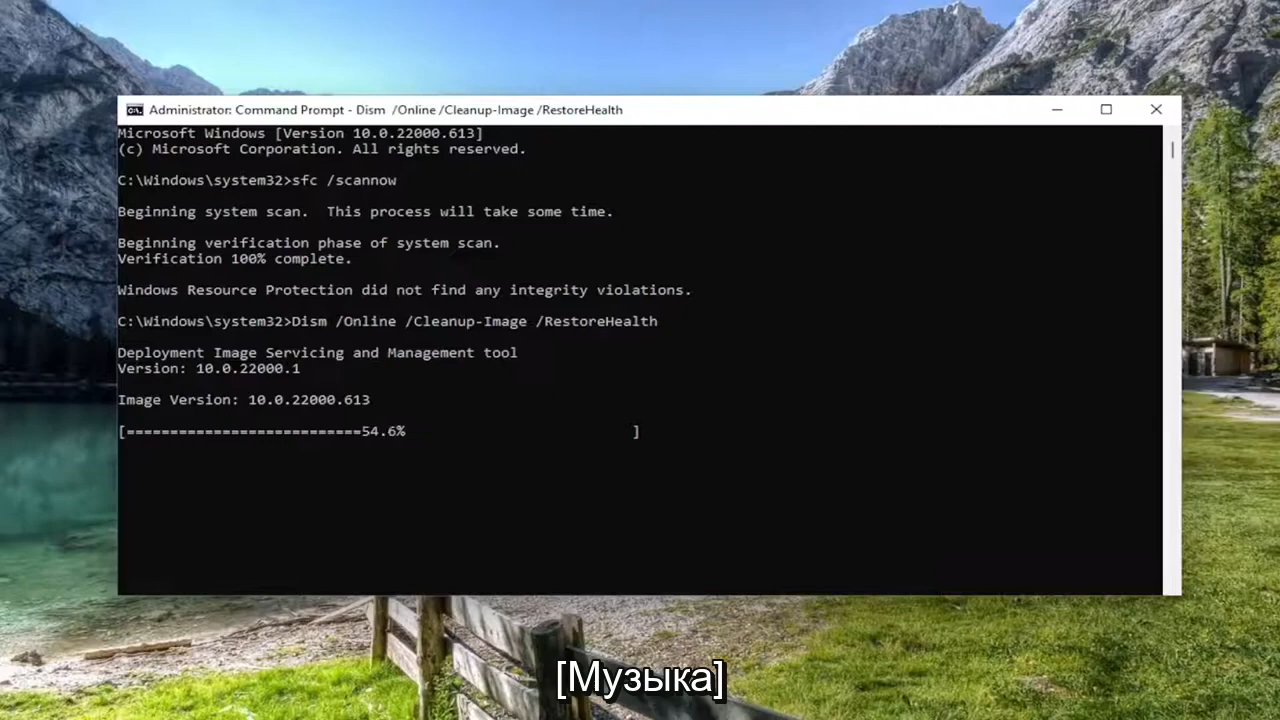 Administrator: Command Prompt - Dism /Online /Cleanup-Image /RestoreHealth
Microsoft Windows [Version 10.0.22000.613]
(c) Microsoft Corporation. All rights reserved.
C:\Windows\system32>sfc /scannow
Beginning system scan.  This process will take some time.
Beginning verification phase of system scan.
Verification 100% complete.
Windows Resource Protection did not find any integrity violations.
C:\Windows\system32>Dism /Online /Cleanup-Image /RestoreHealth
Deployment Image Servicing and Management tool
Version: 10.0.22000.1
Image Version: 10.0.22000.613
[===========================54.6%                          ]
[Музыка]